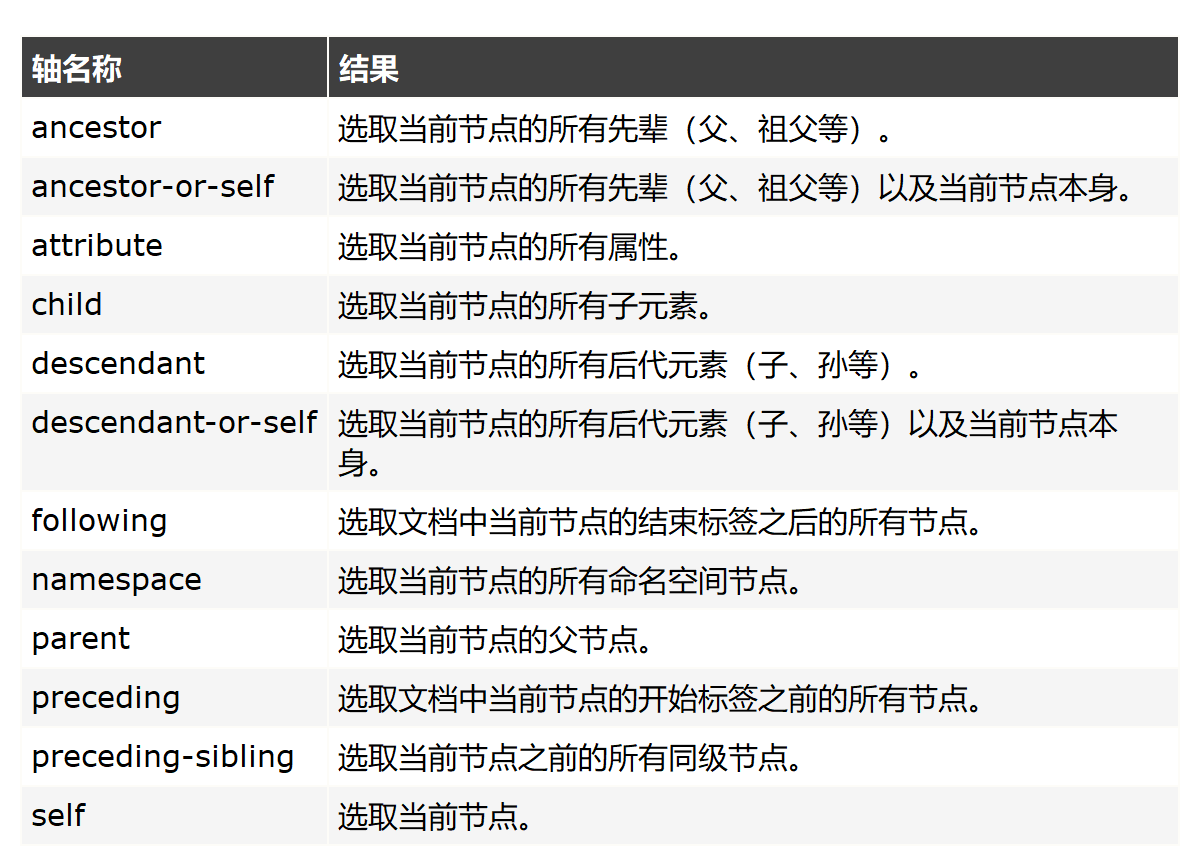 轴名称 结果
ancestor 选取当前节点的所有先辈（父、祖父等）。
ancestor-or-self 选取当前节点的所有先辈（父、祖父等）以及当前节点本身。
attribute 选取当前节点的所有属性。
child 选取当前节点的所有子元素。
descendant 选取当前节点的所有后代元素（子、孙等）。
descendant-or-self 选取当前节点的所有后代元素（子、孙等）以及当前节点本
身。
following 选取文档中当前节点的结束标签之后的所有节点。
namespace 选取当前节点的所有命名空间节点。
parent 选取当前节点的父节点。
preceding 选取文档中当前节点的开始标签之前的所有节点。
preceding-sibling 选取当前节点之前的所有同级节点。
self 选取当前节点。